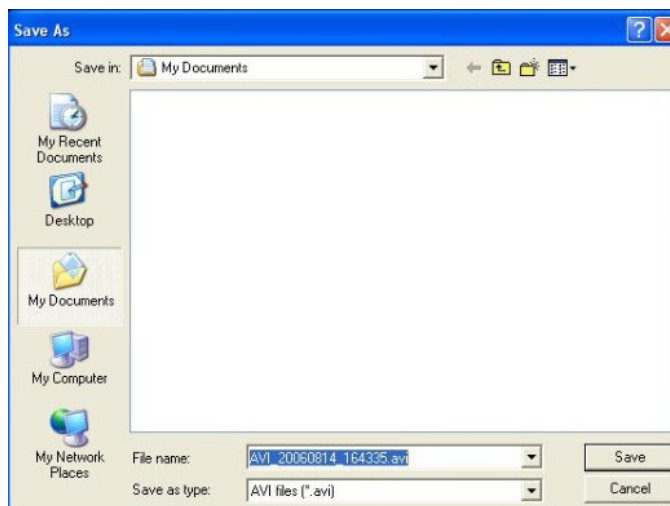 Save As
Save in:
My Documents
My Recent
Documents
Desktop
My Documents
My Computer
My Network
Places
File name:
AVI_20060814_164335.avi
Save
Save as type:
AVI files (*.avi)
Cancel